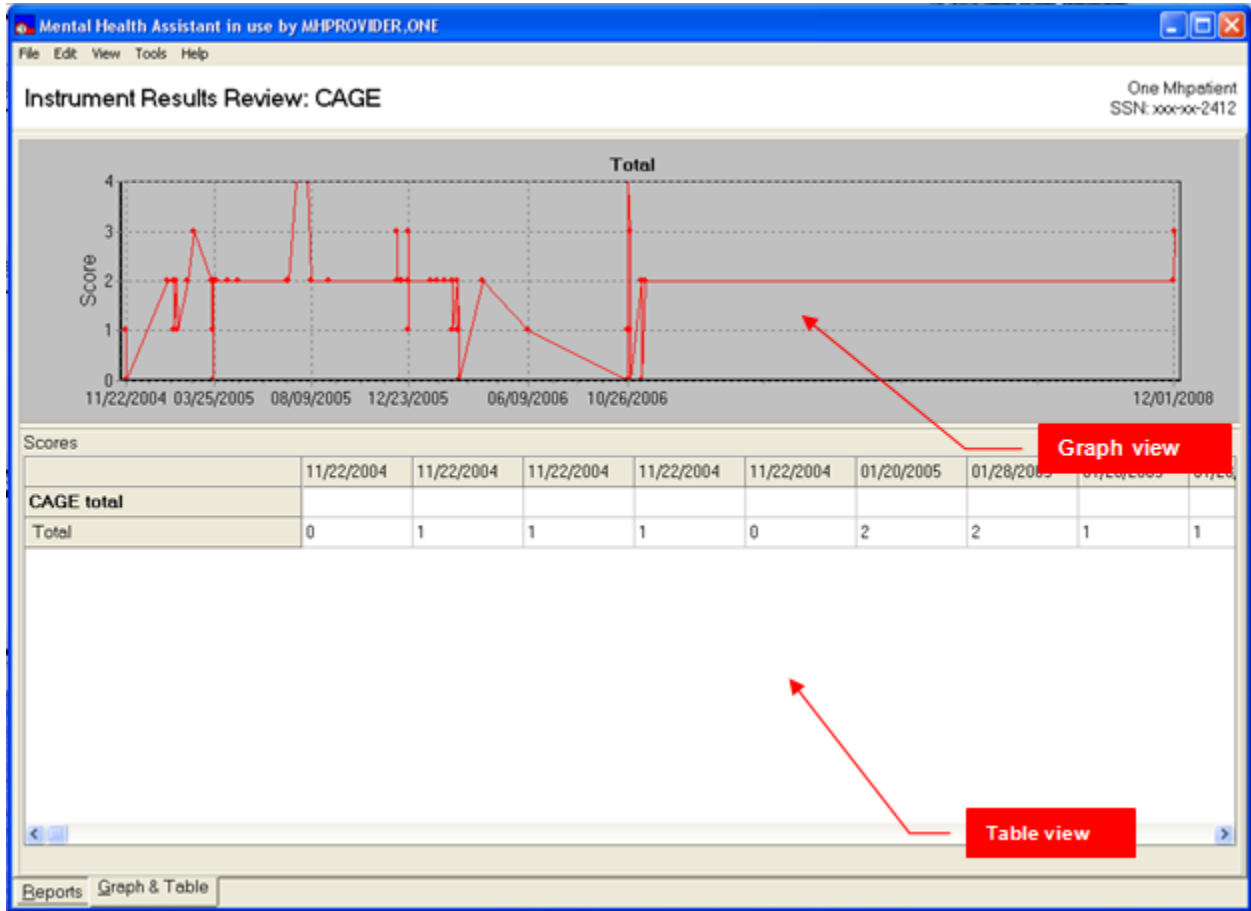 Mental Health Assistant in use by MHPROVIDER,ONE
File Edit View Tools Help
Instrument Results Review: CAGE
One Mhpatient
SSN: xxx-xx-2412
Total
4
3
2
1
0
Score
11/22/2004 03/25/2005 08/09/2005 12/23/2005 06/09/2006 10/26/2006 12/01/2008
Graph view
Scores
11/22/2004 11/22/2004 11/22/2004 11/22/2004 11/22/2004 01/20/2005 01/28/2005
CAGE total
Total 0 1 1 1 0 2 2 1 1
Table view
Reports Graph & Table